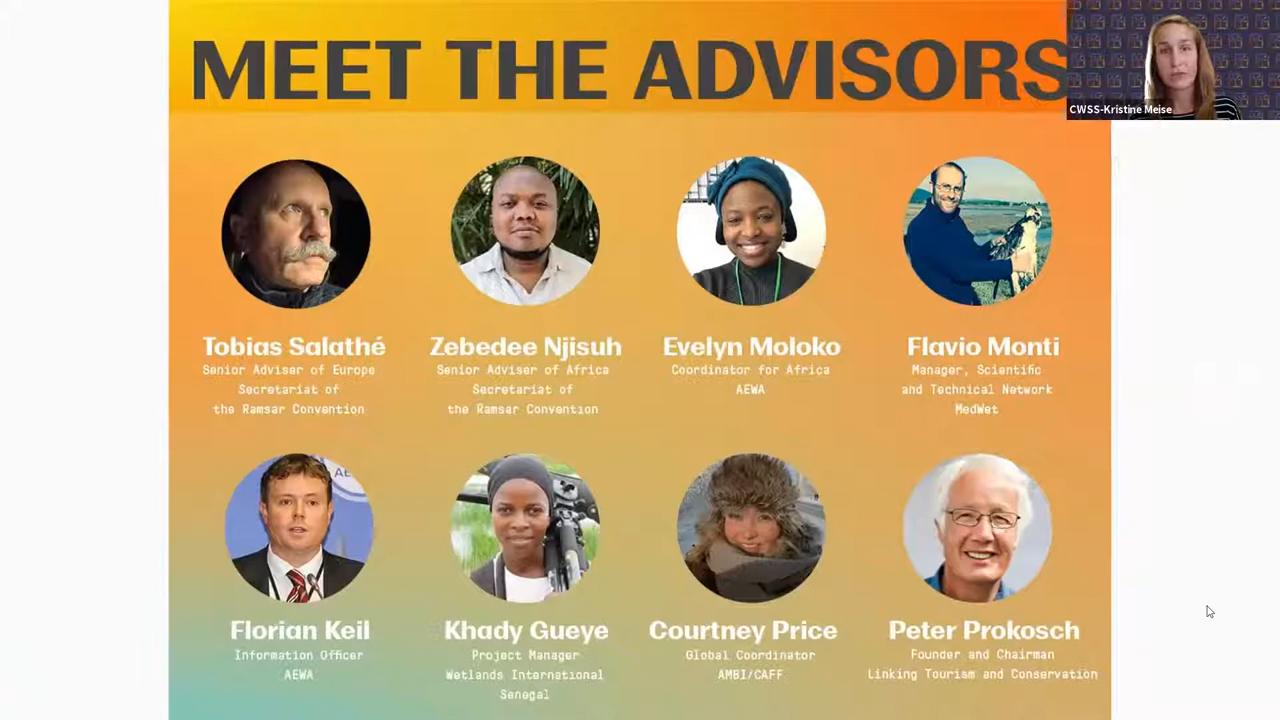 MEET THE ADVISORS
CWSS-Kristine Meise
Tobias Salathé
Senior Adviser of Europe
Secretariat of
the Ramsar Convention
Zebedee Njisuh
Senior Adviser of Africa
Secretariat of
the Ramsar Convention
Evelyn Moloko
Coordinator for Africa
AEWA
Flavio Monti
Manager, Scientific
and Technical Network
MedWet
Florian Keil
Information Officer
AEWA
Khady Gueye
Project Manager
Wetlands International
Senegal
Courtney Price
Global Coordinator
AMBI/CAFF
Peter Prokosch
Founder and Chairman
Linking Tourism and Conservation